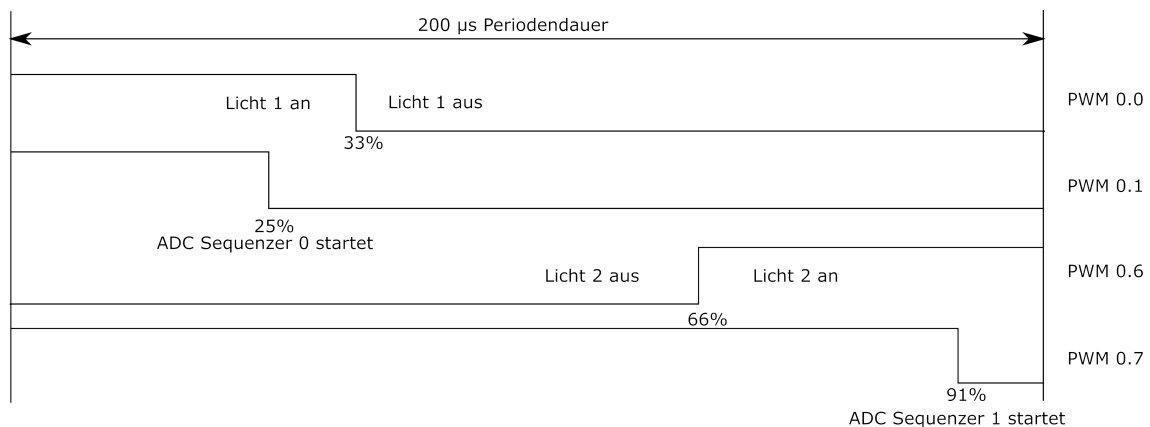 200 µs Periodendauer
Licht 1 an
Licht 1 aus
PWM 0.0
33%
PWM 0.1
25%
ADC Sequenzer 0 startet
Licht 2 aus
Licht 2 an
PWM 0.6
66%
PWM 0.7
91%
ADC Sequenzer 1 startet